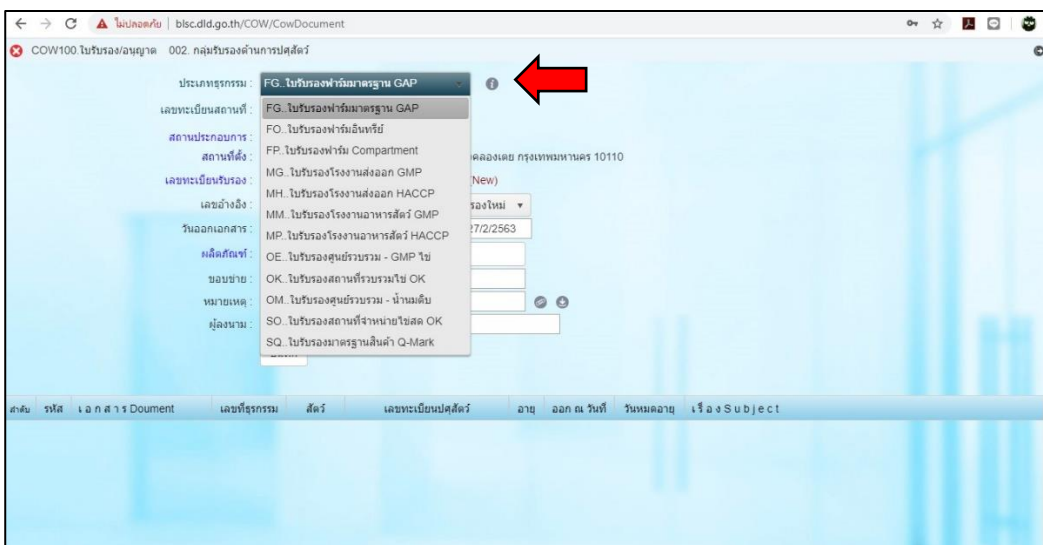 ไม่ปลอดภัย | blsc.dld.go.th/COW/CowDocument
COW100.ใบรับรอง/อนุญาต 002. กลุ่มรับรองด้านการปศุสัตว์
ประเภทธุรกรรม : FG..ใบรับรองฟาร์มมาตรฐาน GAP
เลขทะเบียนสถานที่ : FG..ใบรับรองฟาร์มมาตรฐาน GAP
สถานประกอบการ : FO..ใบรับรองฟาร์มอินทรีย์
สถานที่ตั้ง : FP..ใบรับรองฟาร์ม Compartment คลองเตย กรุงเทพมหานคร 10110
เลขทะเบียนรับรอง : MG..ใบรับรองโรงงานส่งออก GMP (New)
เลขอ้างอิง : MH..ใบรับรองโรงงานส่งออก HACCP รองใหม่
MM..ใบรับรองโรงงานอาหารสัตว์ GMP
วันออกเอกสาร : MP..ใบรับรองโรงงานอาหารสัตว์ HACCP 27/2/2563
ผลิตภัณฑ์ : OE..ใบรับรองศูนย์รวบรวม - GMP ไข่
ขอบข่าย : OK..ใบรับรองสถานที่รวบรวมไข่ OK
หมายเหตุ : OM..ใบรับรองศูนย์รวบรวม - น้ำนมดิบ
ผู้ลงนาม : SO..ใบรับรองสถานที่จำหน่ายไข่สด OK
SQ..ใบรับรองมาตรฐานสินค้า Q-Mark
ลำดับ รหัส เ อ ก ส า ร Doument เลขที่ธุรกรรม สัตว์ เลขทะเบียนปศุสัตว์ อายุ ออก ณ วันที่ วันหมดอายุ เ รื่ อ ง S u b j e c t